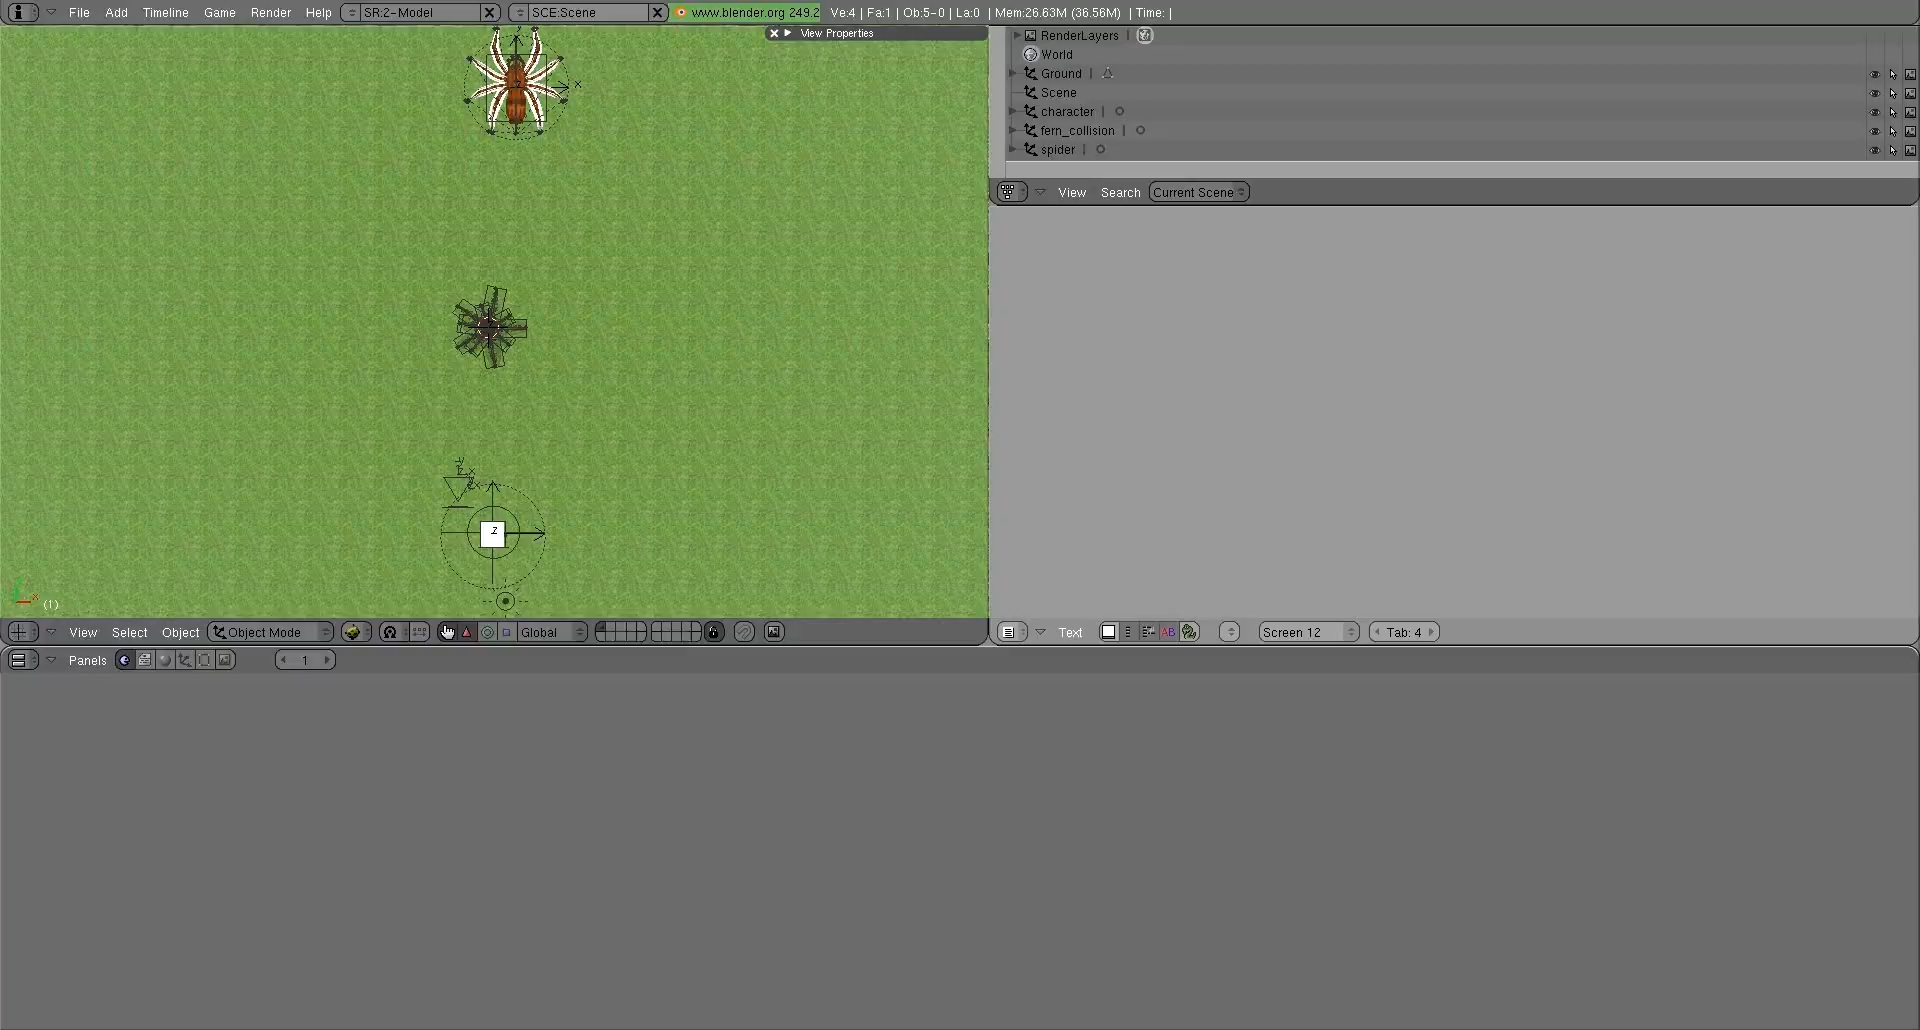 File Add Timeline Game Render Help SR:2-Model SCE:Scene www.blender.org 249.2 Ve:4 | Fa:1 | Ob:5-0 | La:0 | Mem:26.63M (36.56M) | Time: |
View Properties
RenderLayers |
World
Ground |
Scene
character |
fern_collision |
spider |
View Search Current Scene
x
Z
x
(1)
View Select Object Object Mode Global
Text AB Screen 12 Tab: 4
Panels 1